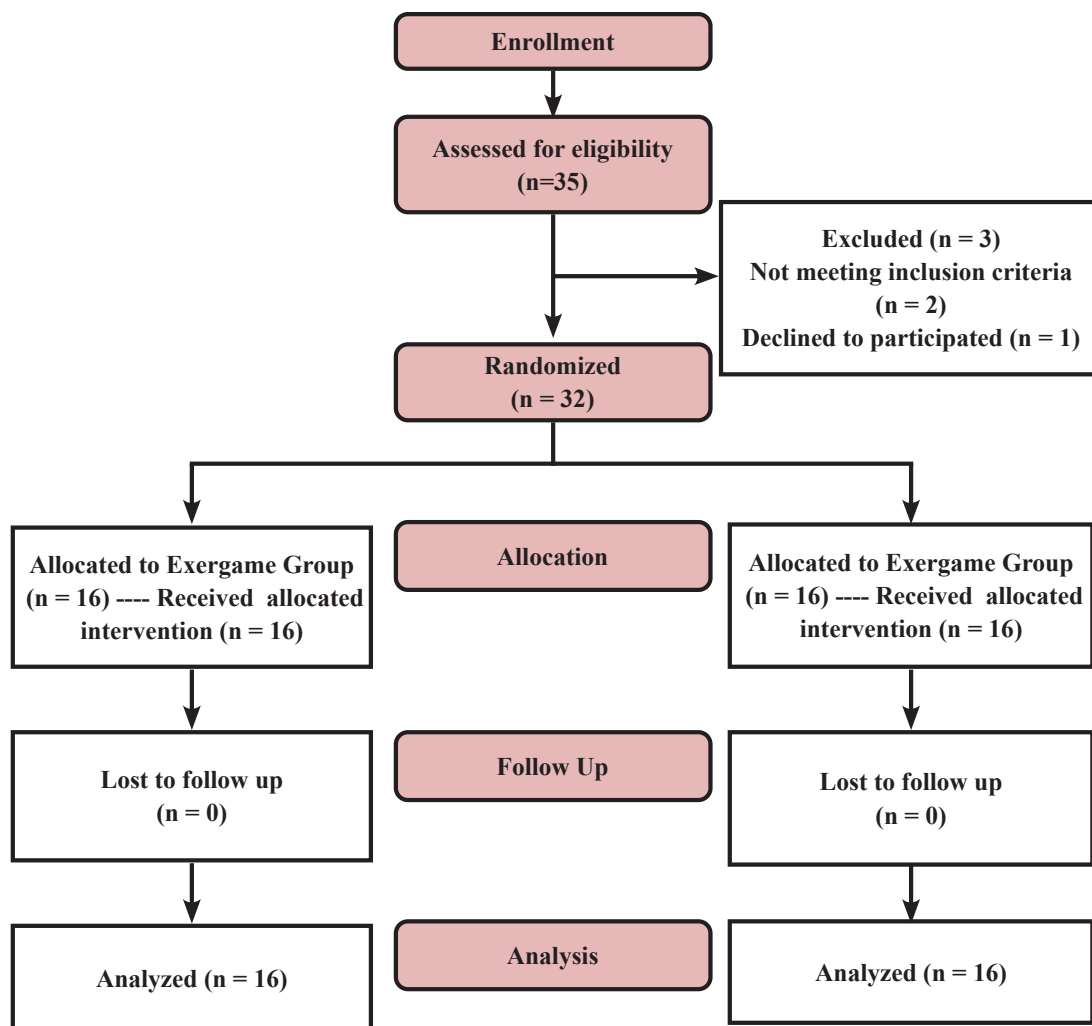 Enrollment
Assessed for eligibility
(n=35)
Excluded (n = 3)
Not meeting inclusion criteria
(n = 2)
Declined to participated (n = 1)
Randomized
(n = 32)
Allocated to Exergame Group
(n = 16) ---- Received allocated
intervention (n = 16)
Allocation
Allocated to Exergame Group
(n = 16) ---- Received allocated
intervention (n = 16)
Lost to follow up
(n = 0)
Follow Up
Lost to follow up
(n = 0)
Analyzed (n = 16)
Analysis
Analyzed (n = 16)